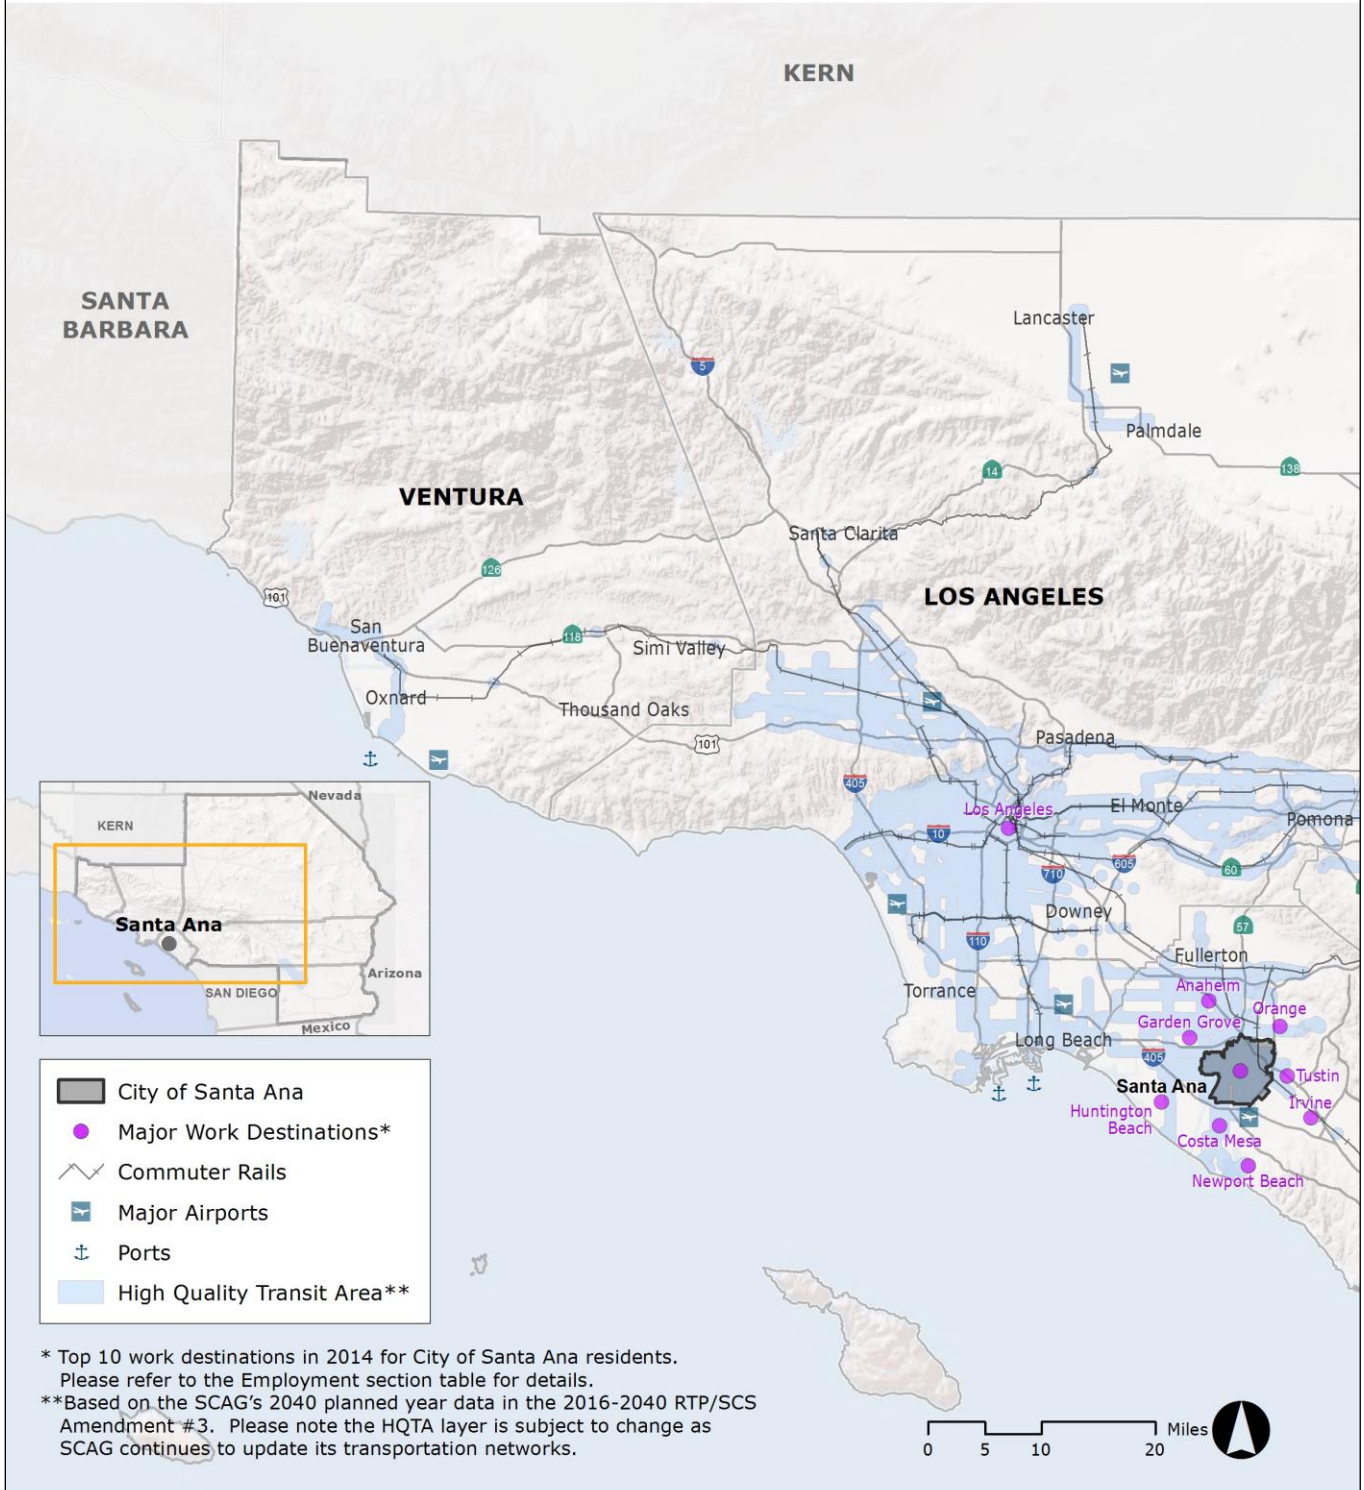 KERN
SANTA
BARBARA
Lancaster
5
Palmdale
14
138
VENTURA
Santa Clarita
126
LOS ANGELES
101
San
Buenaventura
118
Simi Valley
Oxnard
Thousand Oaks
101
Pasadena
405
Los Angeles
El Monte
Pomona
10
710
605
60
Downey
110
57
Fullerton
Torrance
Anaheim
Orange
Garden Grove
Long Beach
405
Santa Ana
Tustin
Huntington
Beach
Irvine
Costa Mesa
Newport Beach
Nevada
KERN
Santa Ana
Arizona
SAN DIEGO
Mexico
City of Santa Ana
Major Work Destinations*
Commuter Rails
Major Airports
Ports
High Quality Transit Area**
* Top 10 work destinations in 2014 for City of Santa Ana residents.
Please refer to the Employment section table for details.
**Based on the SCAG's 2040 planned year data in the 2016-2040 RTP/SCS
Amendment #3.  Please note the HQTA layer is subject to change as
SCAG continues to update its transportation networks.
Miles
0 5 10 20